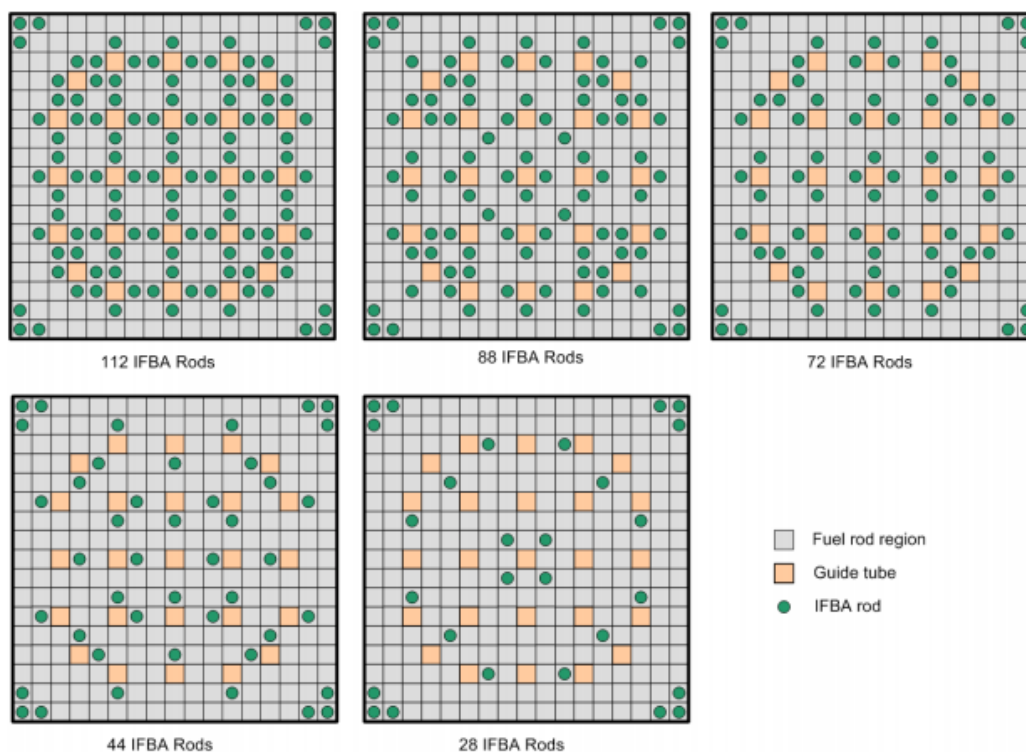 112 IFBA Rods
88 IFBA Rods
72 IFBA Rods
44 IFBA Rods
28 IFBA Rods
Fuel rod region
Guide tube
IFBA rod